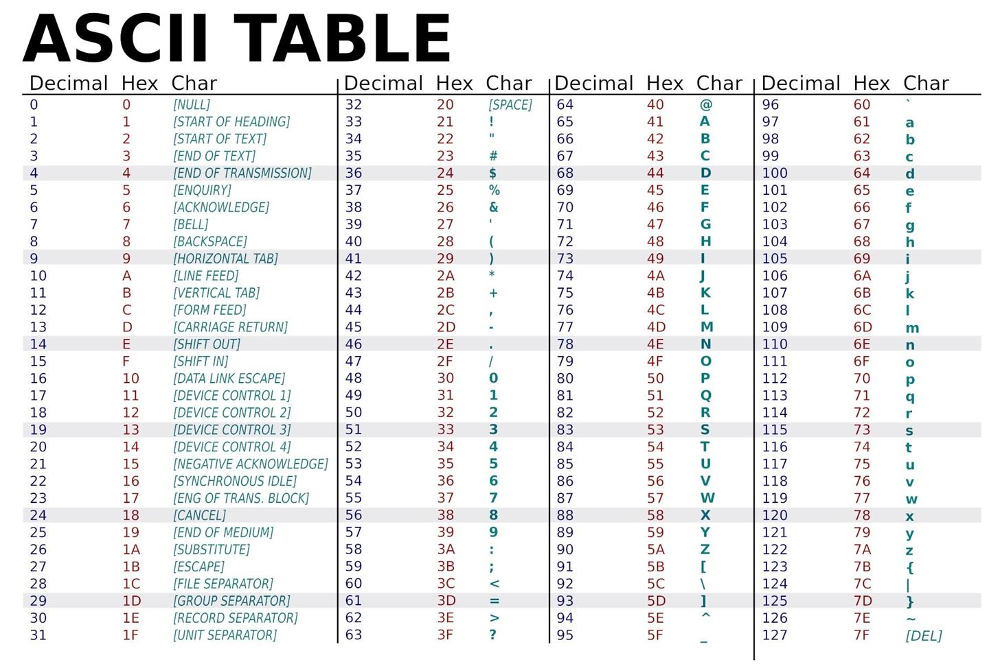 ASCII TABLE
Decimal Hex Char Decimal Hex Char Decimal Hex Char Decimal Hex Char
0 0 [NULL] 32 20 [SPACE] 64 40 @ 96 60 `
1 1 [START OF HEADING] 33 21 ! 65 41 A 97 61 a
2 2 [START OF TEXT] 34 22 " 66 42 B 98 62 b
3 3 [END OF TEXT] 35 23 # 67 43 C 99 63 c
4 4 [END OF TRANSMISSION] 36 24 $ 68 44 D 100 64 d
5 5 [ENQUIRY] 37 25 % 69 45 E 101 65 e
6 6 [ACKNOWLEDGE] 38 26 & 70 46 F 102 66 f
7 7 [BELL] 39 27 ' 71 47 G 103 67 g
8 8 [BACKSPACE] 40 28 ( 72 48 H 104 68 h
9 9 [HORIZONTAL TAB] 41 29 ) 73 49 I 105 69 i
10 A [LINE FEED] 42 2A * 74 4A J 106 6A j
11 B [VERTICAL TAB] 43 2B + 75 4B K 107 6B k
12 C [FORM FEED] 44 2C , 76 4C L 108 6C l
13 D [CARRIAGE RETURN] 45 2D - 77 4D M 109 6D m
14 E [SHIFT OUT] 46 2E . 78 4E N 110 6E n
15 F [SHIFT IN] 47 2F / 79 4F O 111 6F o
16 10 [DATA LINK ESCAPE] 48 30 0 80 50 P 112 70 p
17 11 [DEVICE CONTROL 1] 49 31 1 81 51 Q 113 71 q
18 12 [DEVICE CONTROL 2] 50 32 2 82 52 R 114 72 r
19 13 [DEVICE CONTROL 3] 51 33 3 83 53 S 115 73 s
20 14 [DEVICE CONTROL 4] 52 34 4 84 54 T 116 74 t
21 15 [NEGATIVE ACKNOWLEDGE] 53 35 5 85 55 U 117 75 u
22 16 [SYNCHRONOUS IDLE] 54 36 6 86 56 V 118 76 v
23 17 [ENG OF TRANS. BLOCK] 55 37 7 87 57 W 119 77 w
24 18 [CANCEL] 56 38 8 88 58 X 120 78 x
25 19 [END OF MEDIUM] 57 39 9 89 59 Y 121 79 y
26 1A [SUBSTITUTE] 58 3A : 90 5A Z 122 7A z
27 1B [ESCAPE] 59 3B ; 91 5B [ 123 7B {
28 1C [FILE SEPARATOR] 60 3C < 92 5C \ 124 7C |
29 1D [GROUP SEPARATOR] 61 3D = 93 5D ] 125 7D }
30 1E [RECORD SEPARATOR] 62 3E > 94 5E ^ 126 7E ~
31 1F [UNIT SEPARATOR] 63 3F ? 95 5F _ 127 7F [DEL]